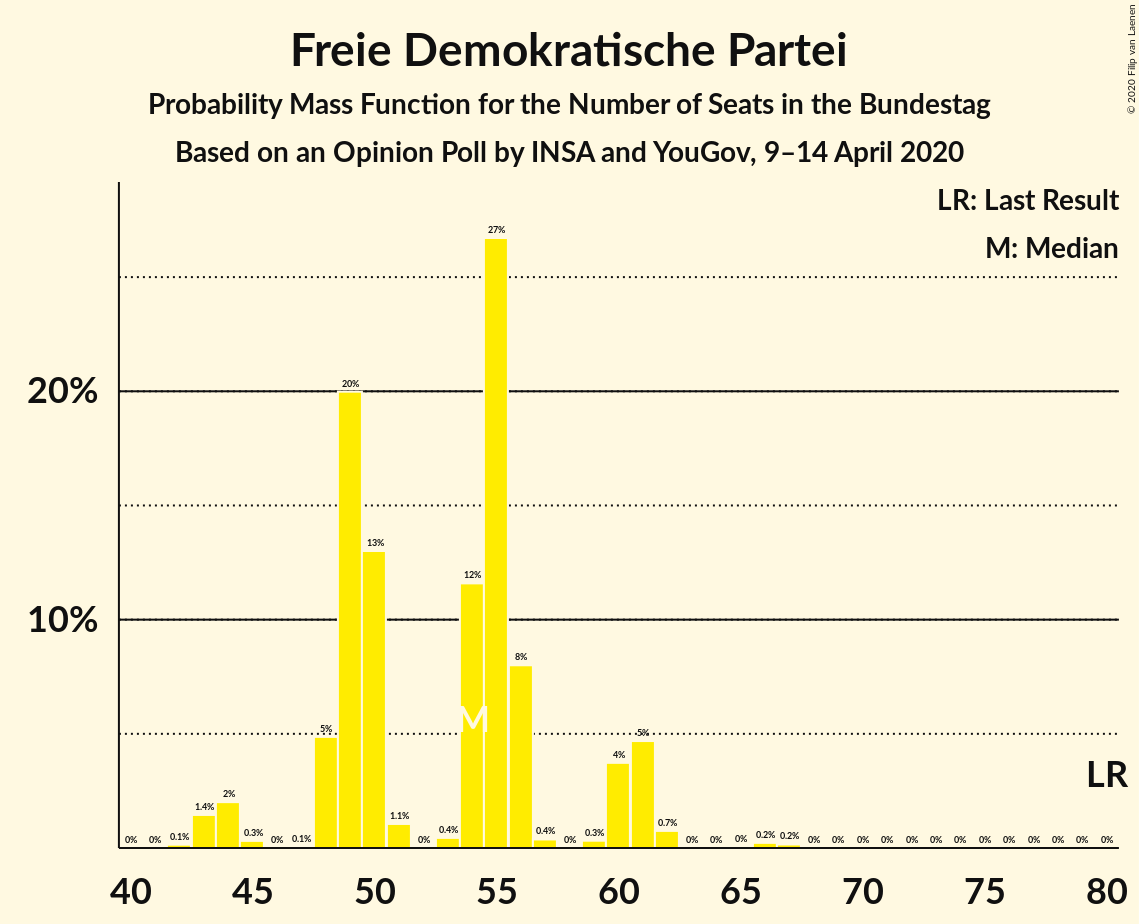 Freie Demokratische Partei
Probability Mass Function for the Number of Seats in the Bundestag
Based on an Opinion Poll by INSA and YouGov, 9–14 April 2020
© 2020 Filip van Laenen
LR: Last Result
M: Median
27%
20% 20%
13%
12%
10%
8%
M
5% 5%
4%
LR
1.4% 2%
1.1%
0.7%
0% 0% 0.1% 0.3% 0% 0.1% 0% 0.4% 0.4% 0% 0.3% 0% 0% 0% 0.2% 0.2% 0% 0% 0% 0% 0% 0% 0% 0% 0% 0% 0% 0% 0%
40 45 50 55 60 65 70 75 80